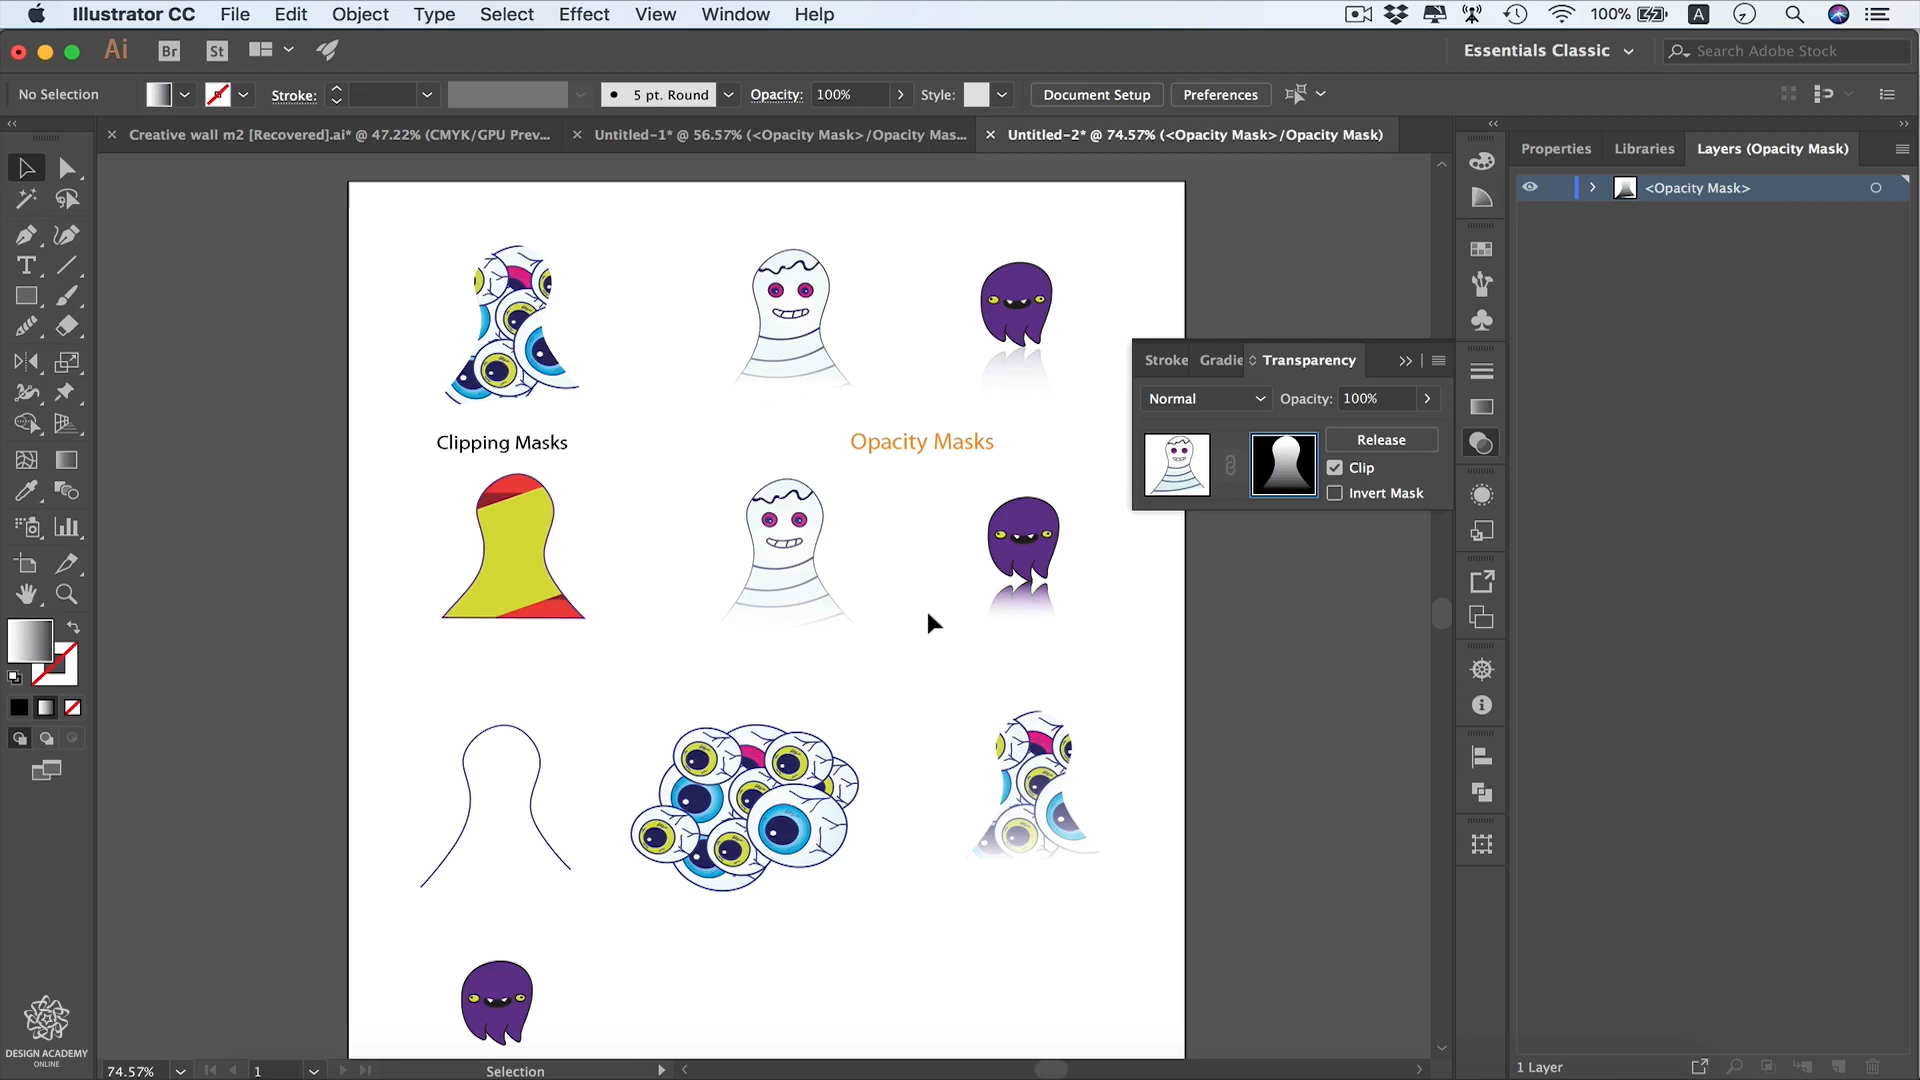 Illustrator CC File Edit Object Type Select Effect View Window Help 100% A
Ai Br St Essentials Classic Search Adobe Stock
No Selection Stroke: 5 pt. Round Opacity: 100% Style: Document Setup Preferences
Creative wall m2 [Recovered].ai* @ 47.22% (CMYK/GPU Prev... Untitled-1* @ 56.57% (<Opacity Mask>/Opacity Mas... Untitled-2* @ 74.57% (<Opacity Mask>/Opacity Mask)
Properties Libraries Layers (Opacity Mask)
<Opacity Mask>
Stroke Gradie Transparency
Normal Opacity: 100%
Release
Clip
Invert Mask
Clipping Masks
Opacity Masks
DESIGN ACADEMY
ONLINE
74.57% 1 Selection
1 Layer